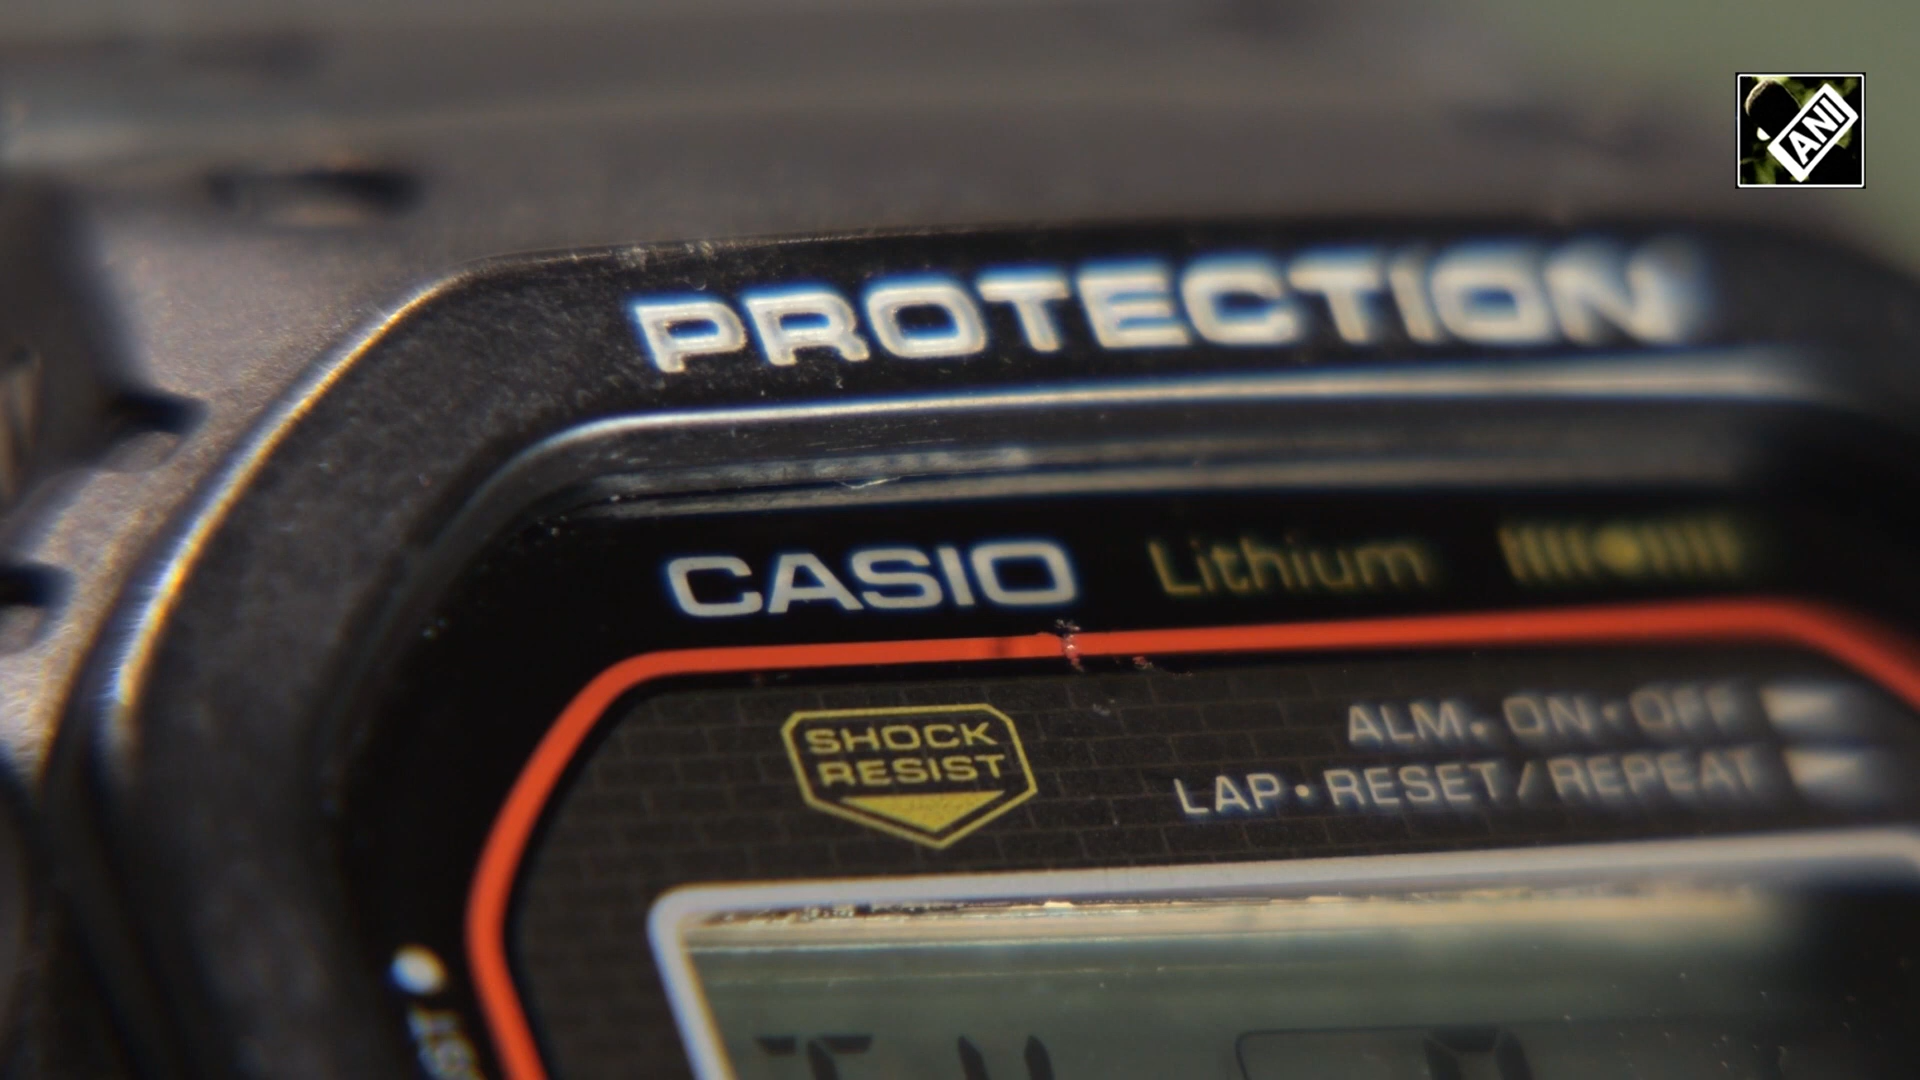 ANI
PROTECTION
CASIO Lithium
SHOCK
RESIST
ALM. ON•OFF
LAP•RESET/REPEAT